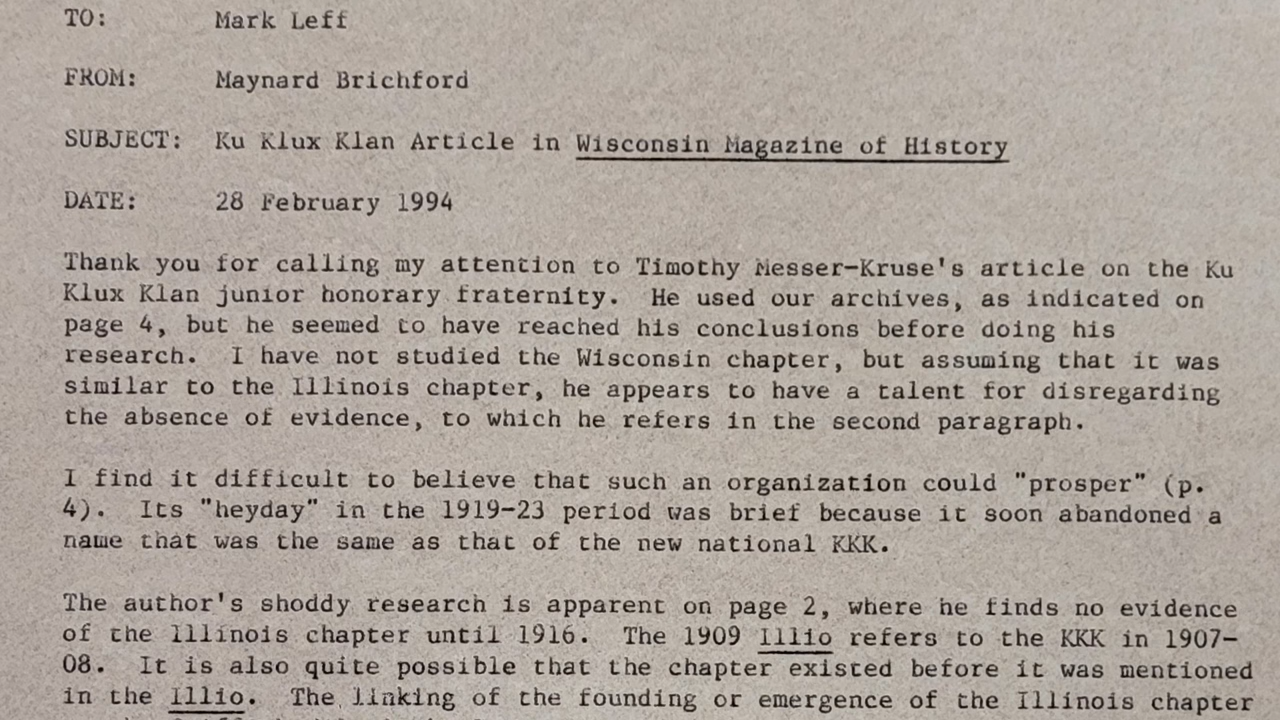 TO: Mark Leff
FROM: Maynard Brichford
SUBJECT: Ku Klux Klan Article in Wisconsin Magazine of History
DATE: 28 February 1994
Thank you for calling my attention to Timothy Messer-Kruse's article on the Ku
Klux Klan junior honorary fraternity. He used our archives, as indicated on
page 4, but he seemed to have reached his conclusions before doing his
research. I have not studied the Wisconsin chapter, but assuming that it was
similar to the Illinois chapter, he appears to have a talent for disregarding
the absence of evidence, to which he refers in the second paragraph.
I find it difficult to believe that such an organization could "prosper" (p.
4). Its "heyday" in the 1919-23 period was brief because it soon abandoned a
name that was the same as that of the new national KKK.
The author's shoddy research is apparent on page 2, where he finds no evidence
of the Illinois chapter until 1916. The 1909 Illio refers to the KKK in 1907-
08. It is also quite possible that the chapter existed before it was mentioned
in the Illio. The linking of the founding or emergence of the Illinois chapter